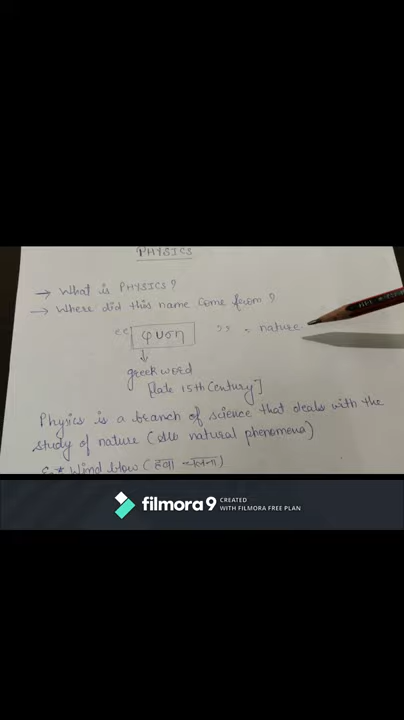 PHYSICS
→ What is PHYSICS?
→ Where did this name come from?
" φυση " , nature
Greek word
[late 15th Century]
Physics is a branch of science that deals with the
study of nature ( natural phenomena)
Ex * Wind blow (हवा चलना)
filmora9 CREATED
WITH FILMORA FREE PLAN